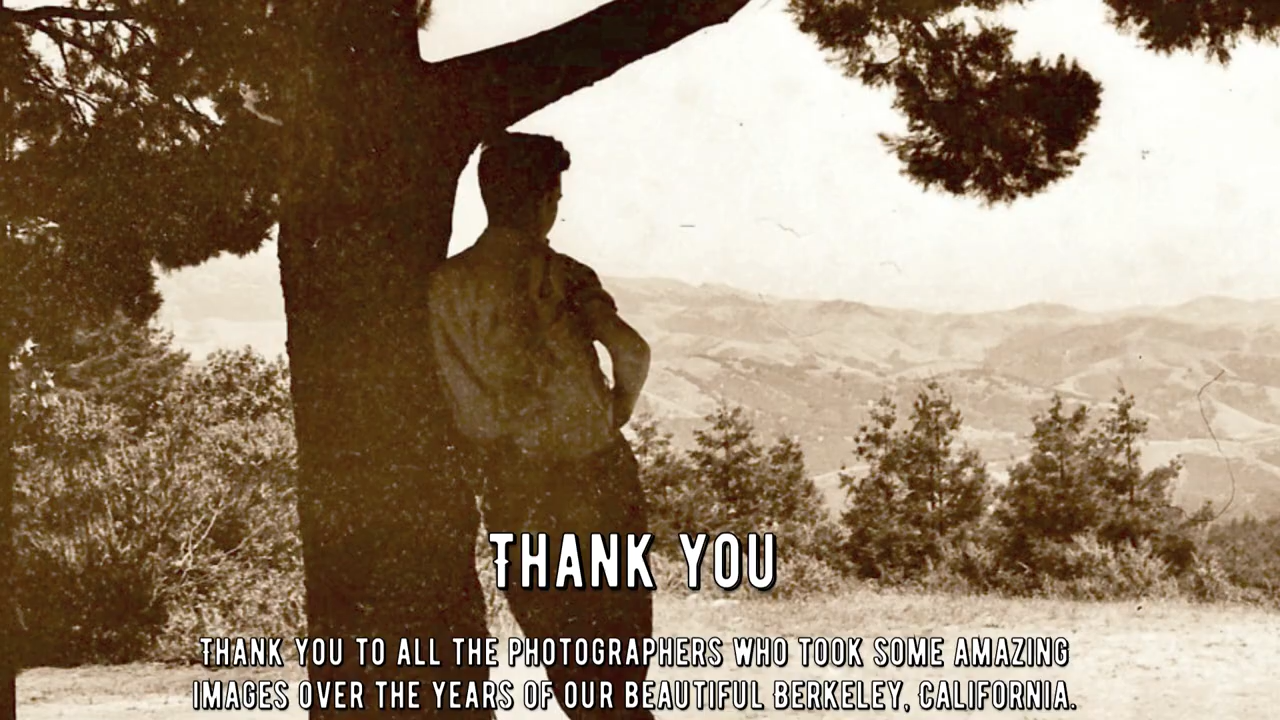 THANK YOU
THANK YOU TO ALL THE PHOTOGRAPHERS WHO TOOK SOME AMAZING
IMAGES OVER THE YEARS OF OUR BEAUTIFUL BERKELEY, CALIFORNIA.